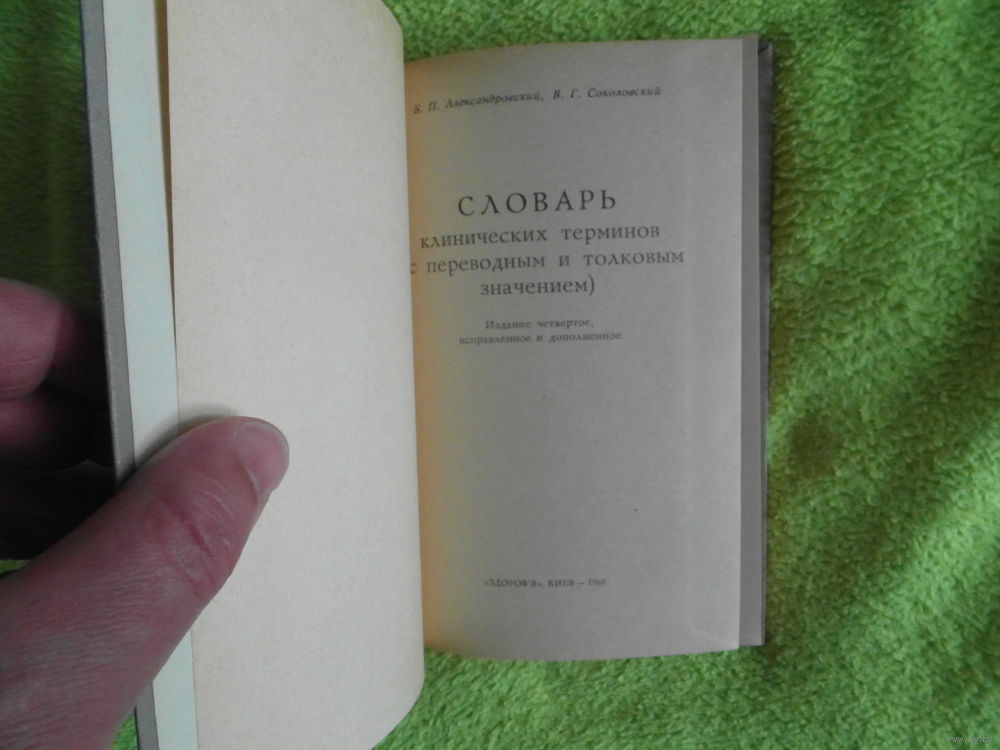 Б. П. Александровский, В. Г. Соколовский
СЛОВАРЬ
клинических терминов
с переводным и толковым
значением)
Издание четвертое,
исправленное и дополненное
«ЗДОРОВ'Я», КИЕВ — 1969